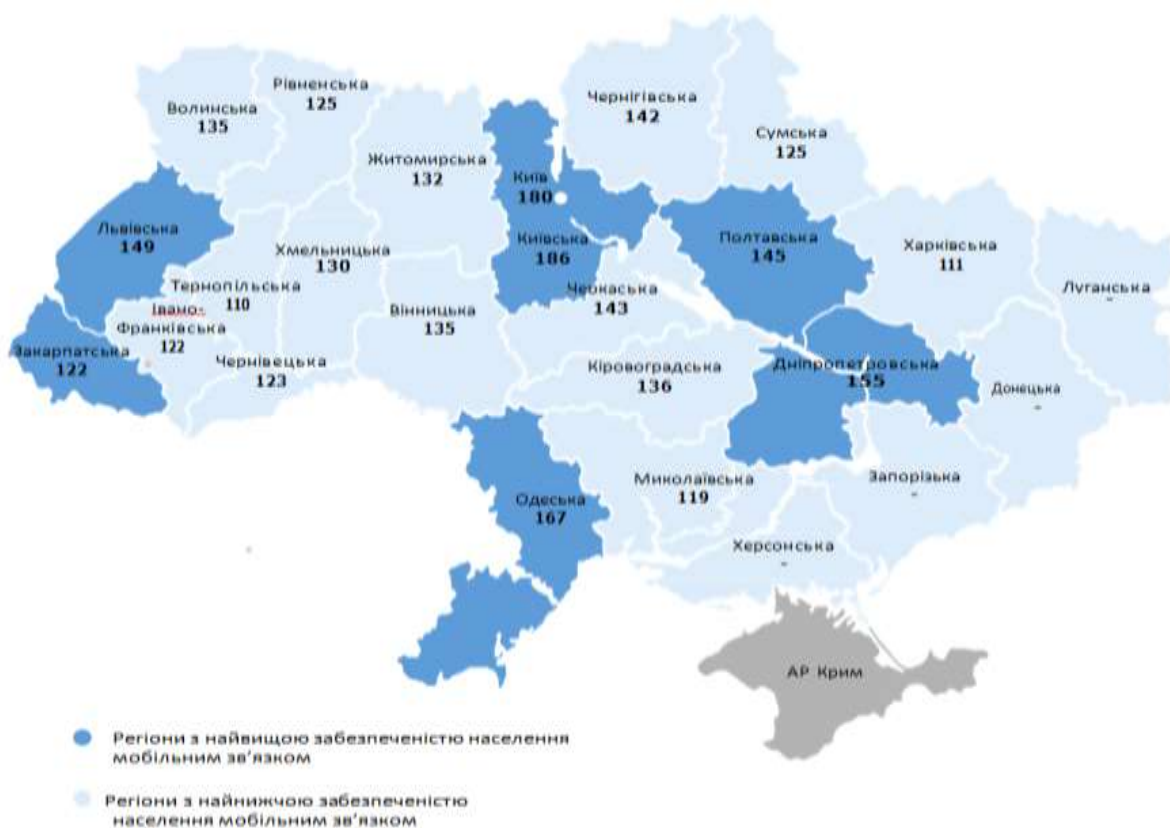 Волинська
135
Рівненська
125
Житомирська
132
Чернігівська
142
Сумська
125
Київ
180
Київська
186
Львівська
149
Тернопільська
110
Хмельницька
130
Івано-
Франківська
122
Закарпатська
122
Чернівецька
123
Вінницька
135
Черкаська
143
Полтавська
145
Харківська
111
Луганська
-
Кіровоградська
136
Дніпропетровська
155
Донецька
-
Одеська
167
Миколаївська
119
Запорізька
-
Херсонська
-
АР Крим
Регіони з найвищою забезпеченістю населення
мобільним зв’язком
Регіони з найнижчою забезпеченістю
населення мобільним зв’язком